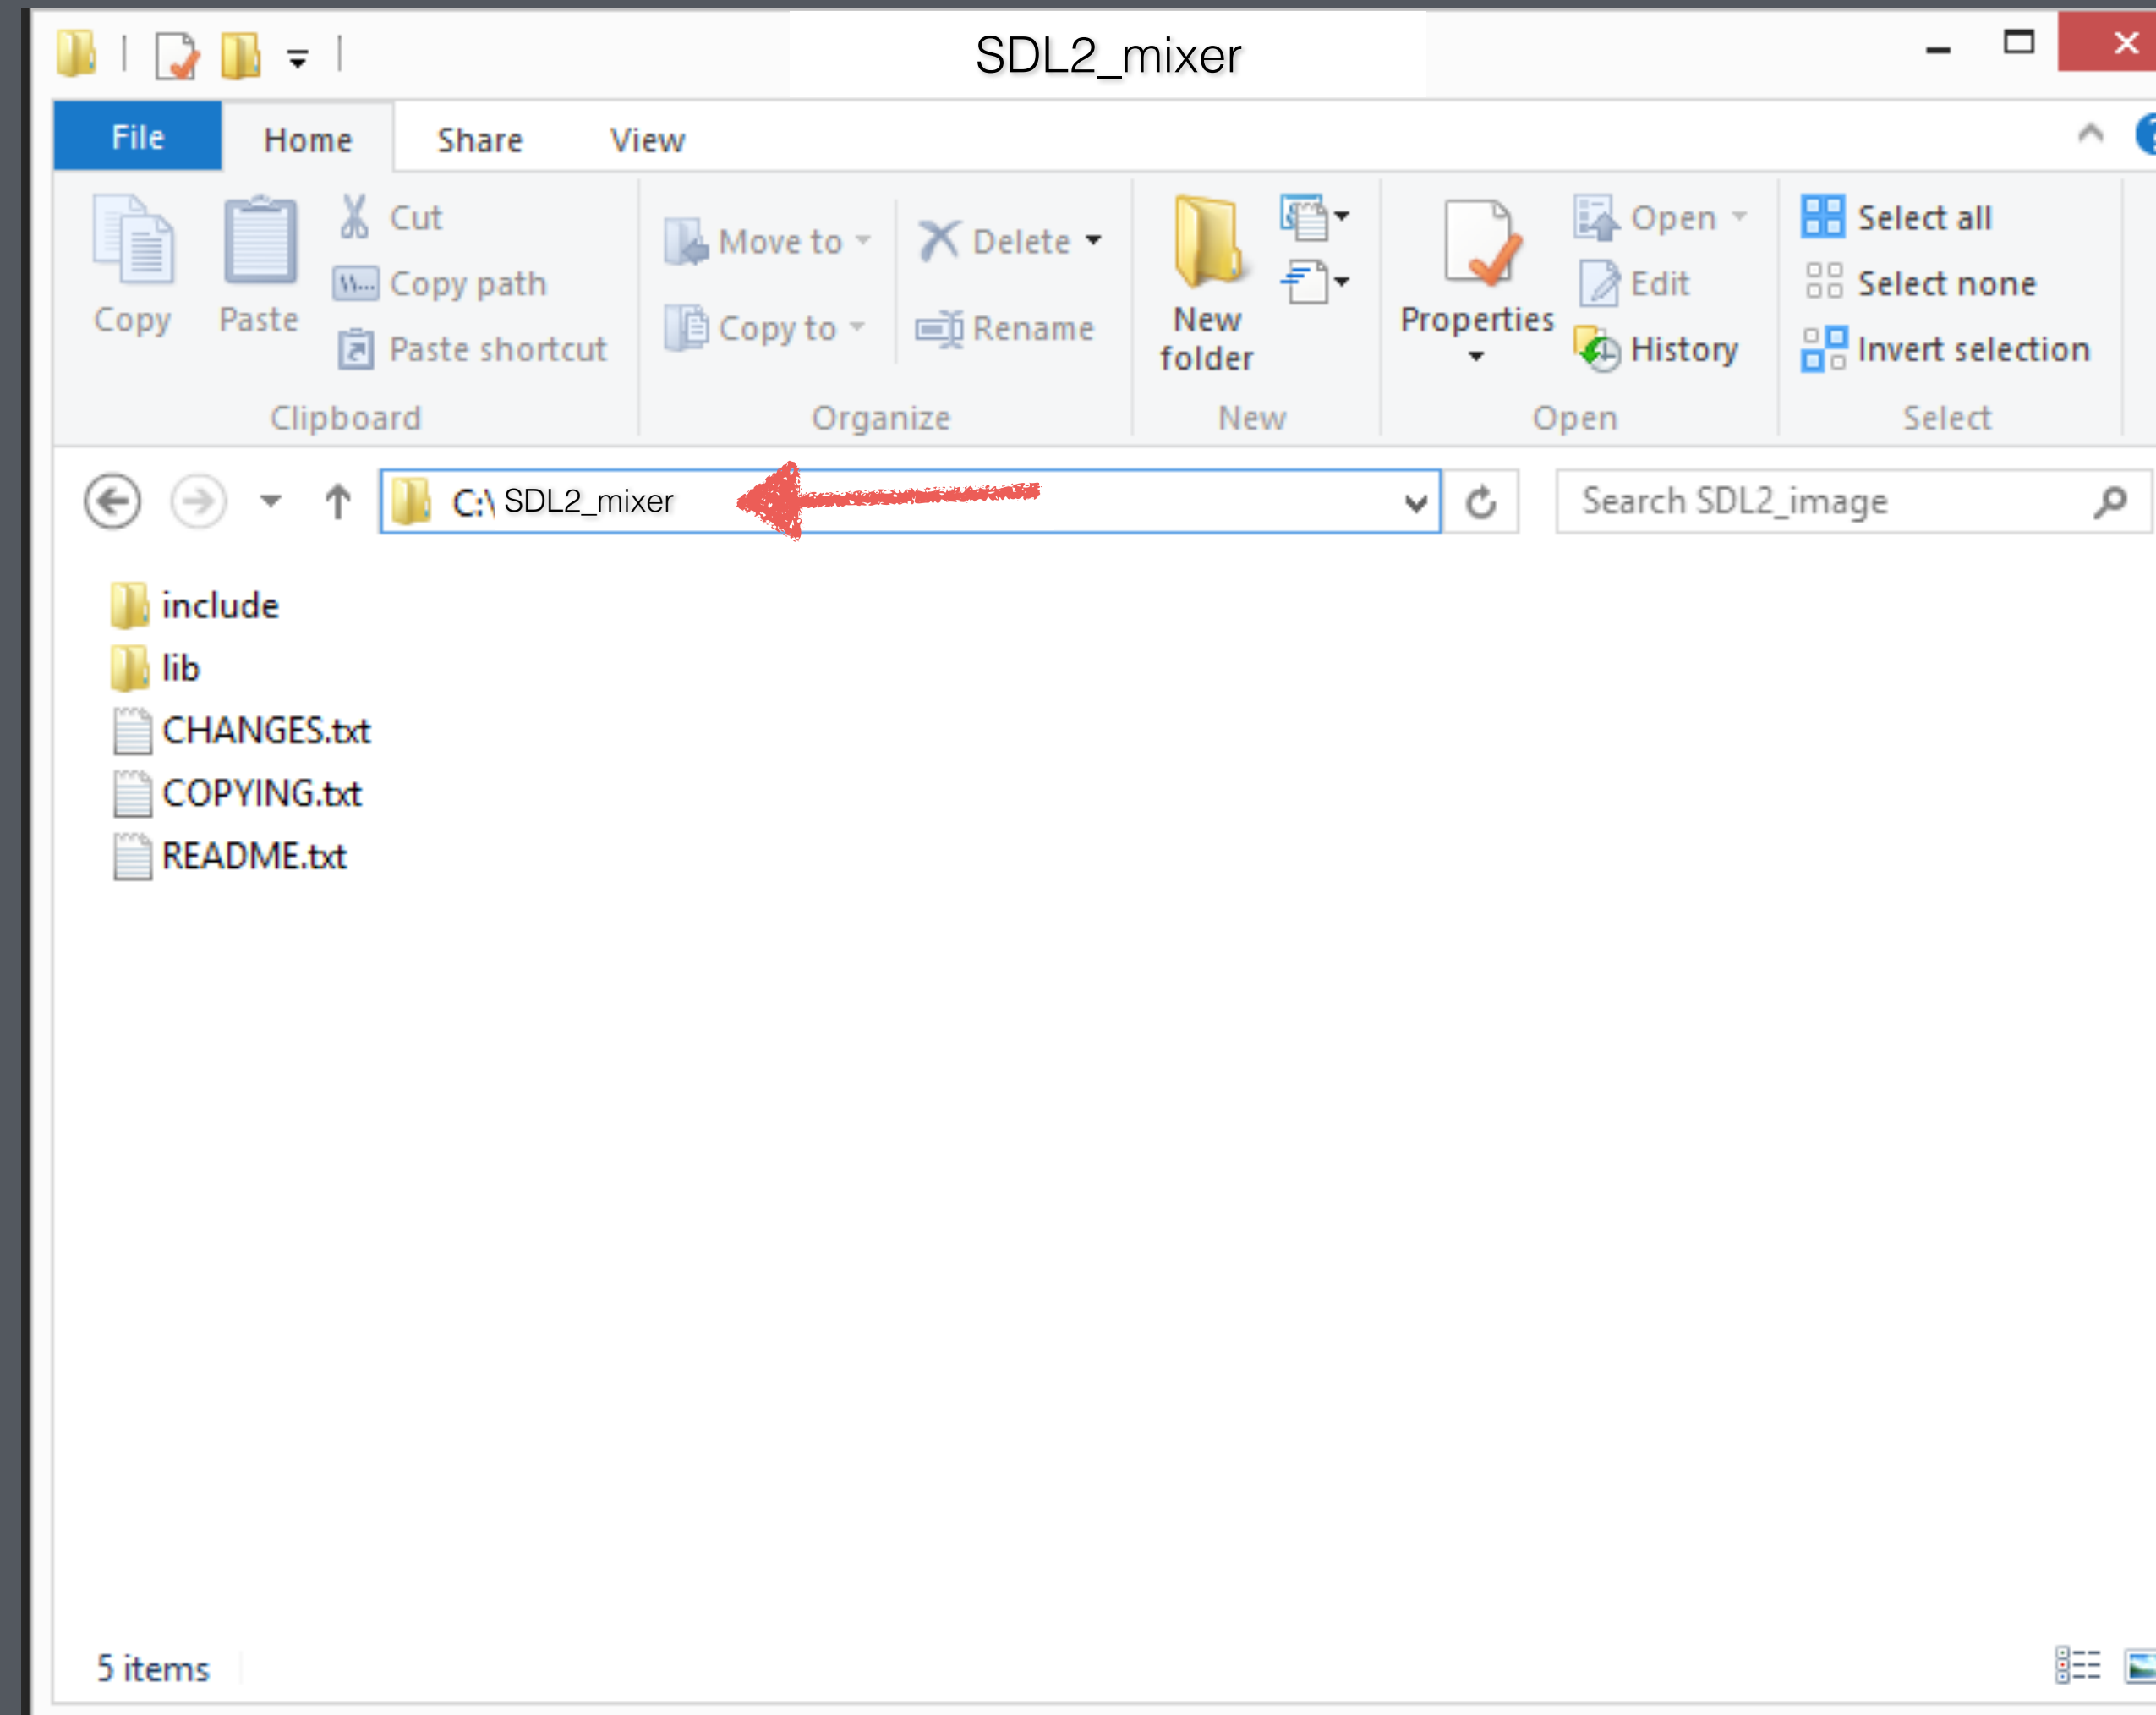 SDL2_mixer
File Home Share View
Copy
Paste
Cut
Copy path
Paste shortcut
Clipboard
Move to
Copy to
Delete
Rename
Organize
New
folder
New
Properties
Open
Edit
History
Open
Select all
Select none
Invert selection
Select
C:\ SDL2_mixer
Search SDL2_image
include
lib
CHANGES.txt
COPYING.txt
README.txt
5 items